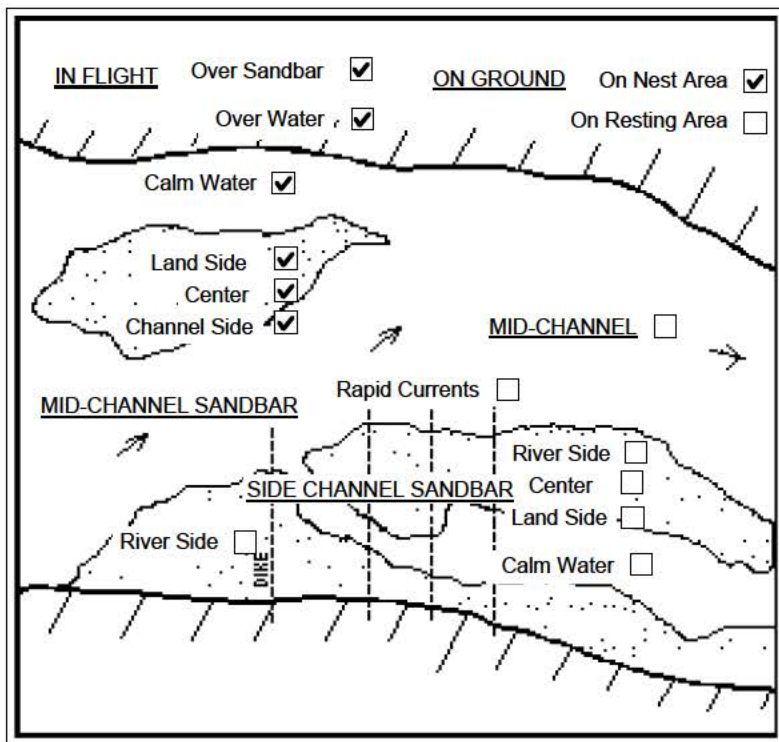 IN FLIGHT Over Sandbar ON GROUND On Nest Area
Over Water On Resting Area
Calm Water
Land Side
Center
Channel Side
MID-CHANNEL
Rapid Currents
MID-CHANNEL SANDBAR
River Side
SIDE CHANNEL SANDBAR
Center
Land Side
River Side
DIKE
Calm Water